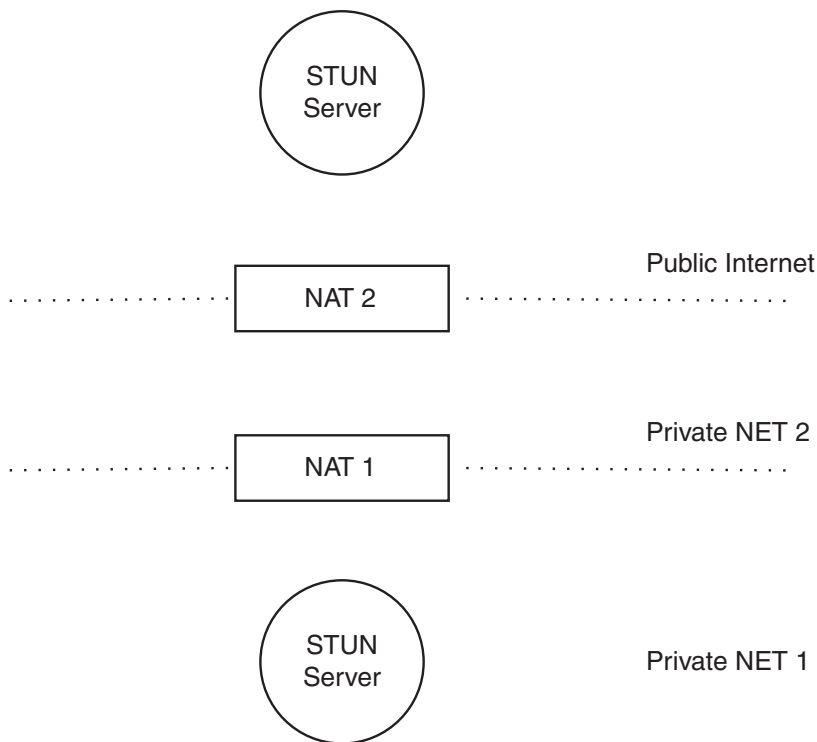 STUN
Server
Public Internet
NAT 2
Private NET 2
NAT 1
STUN
Server
Private NET 1